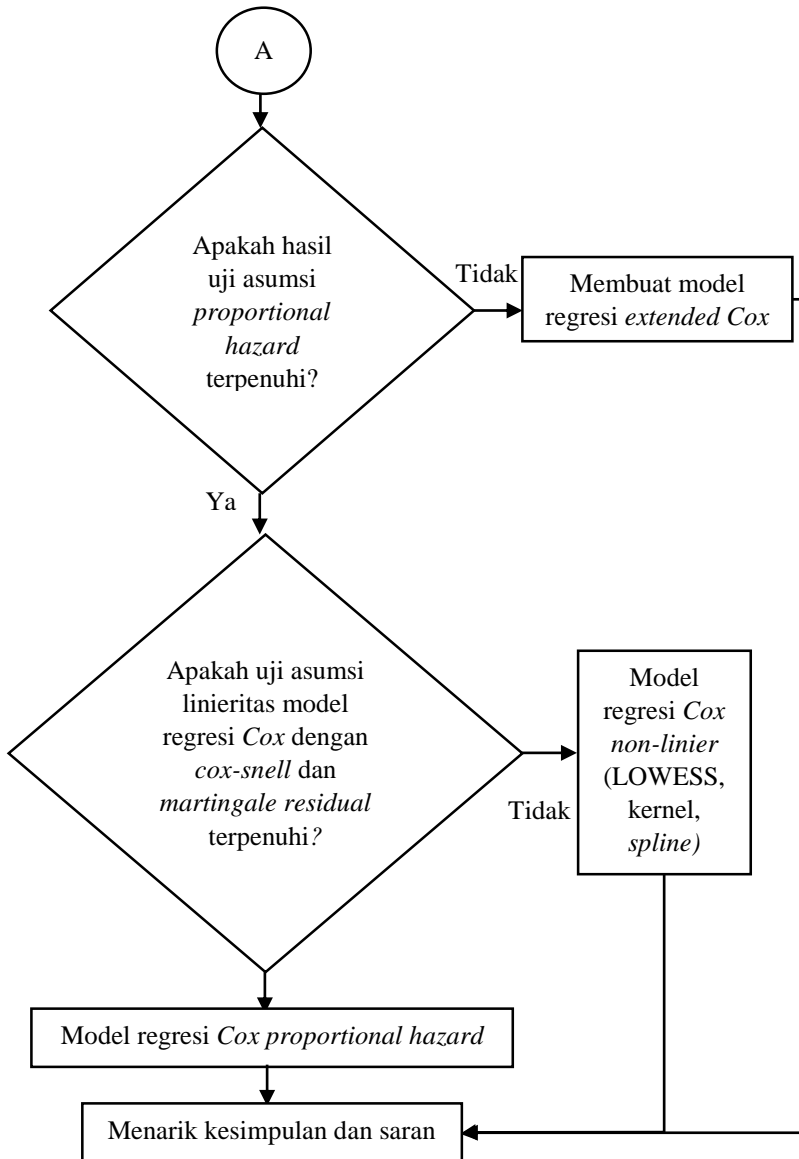 A
Apakah hasil
uji asumsi
proportional
hazard
terpenuhi?
Tidak
Membuat model
regresi extended Cox
Ya
Apakah uji asumsi
linieritas model
regresi Cox dengan
cox-snell dan
martingale residual
terpenuhi?
Tidak
Model
regresi Cox
non-linier
(LOWESS,
kernel,
spline)
Model regresi Cox proportional hazard
Menarik kesimpulan dan saran